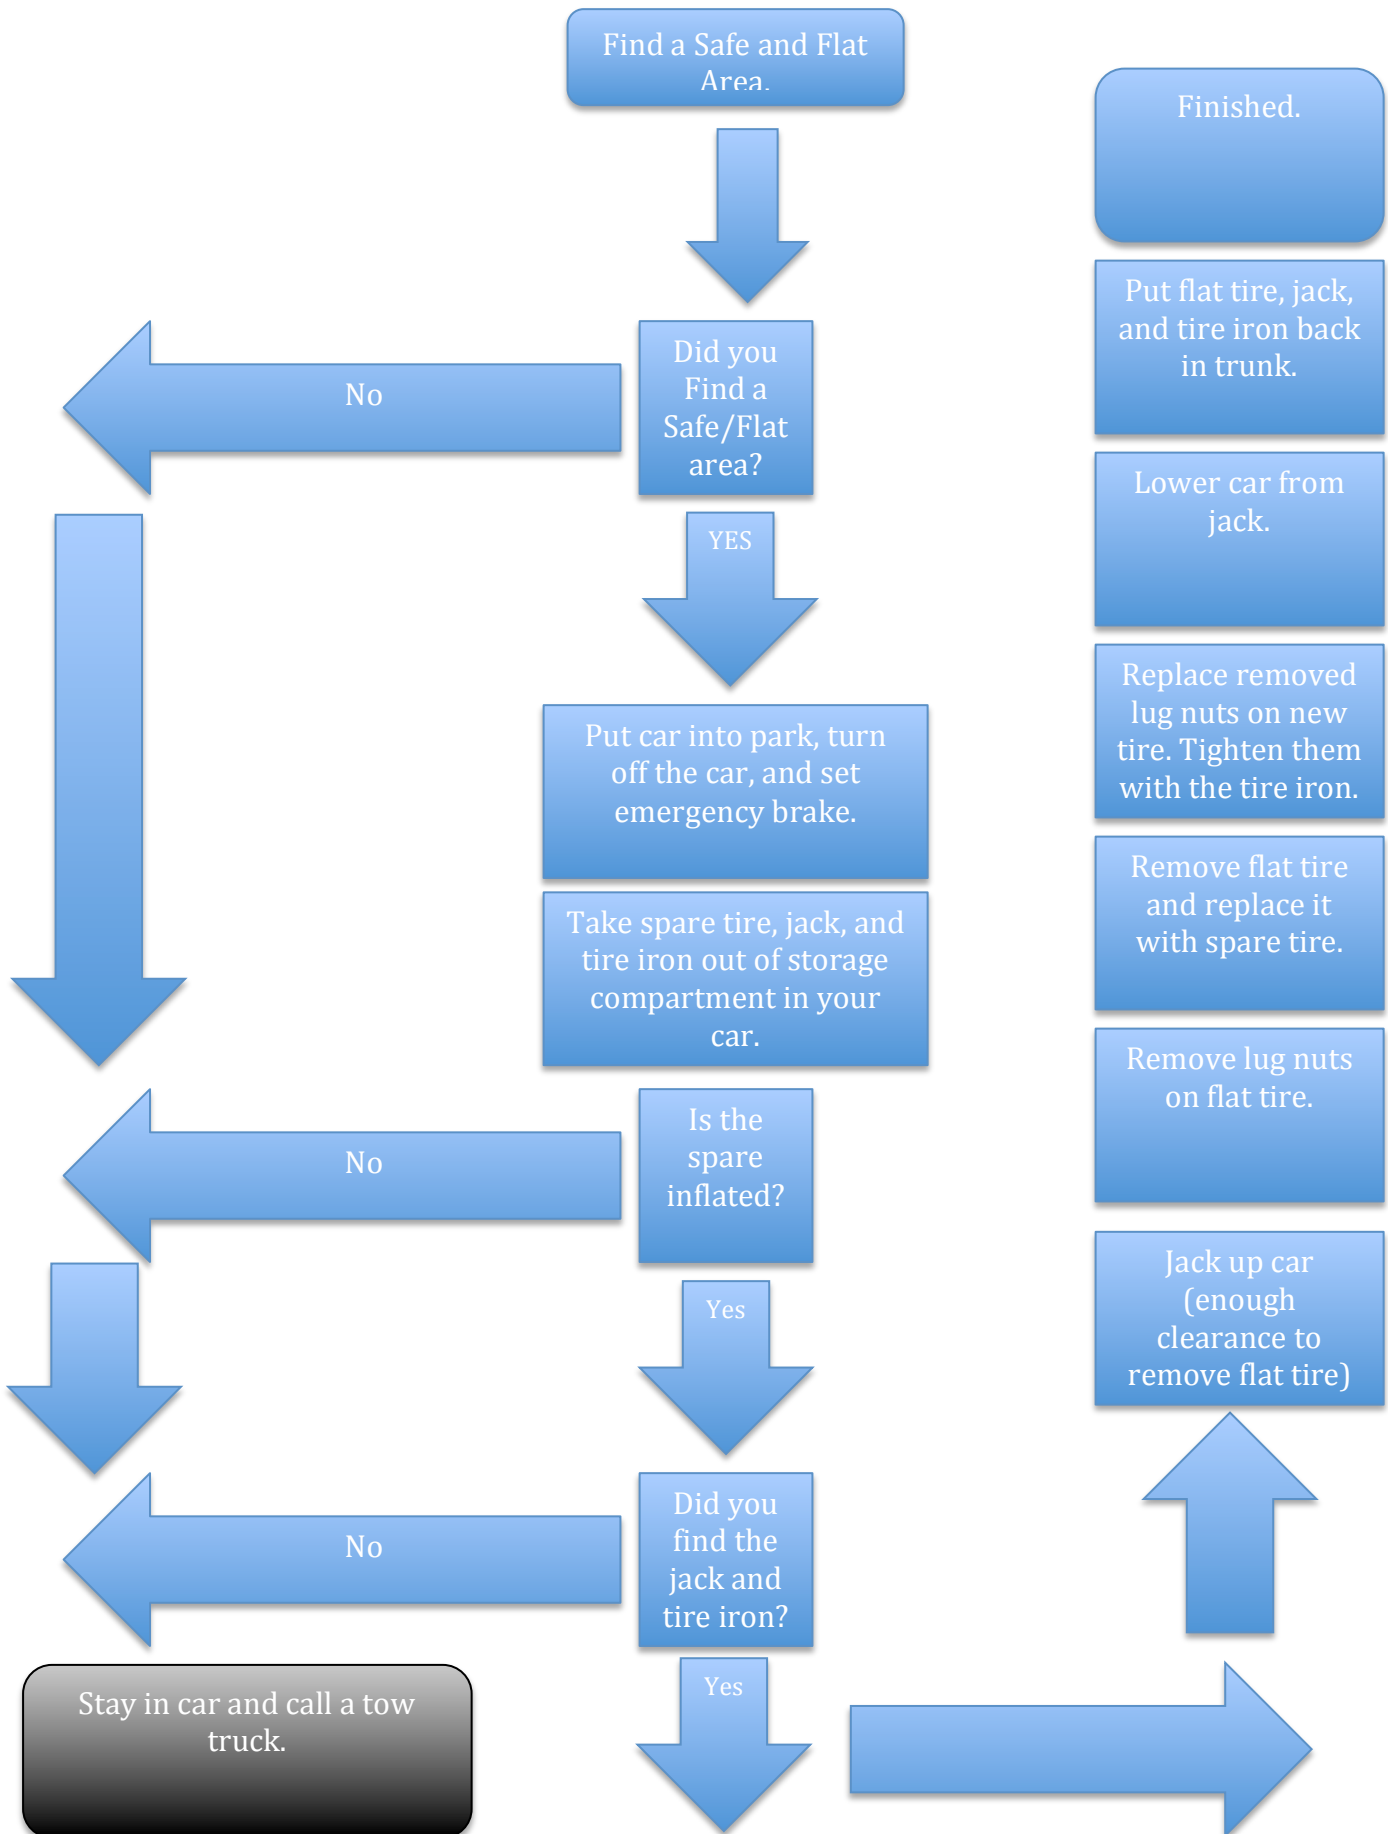 Find a Safe and Flat
Area.
Did you
Find a
Safe/Flat
area?
No
YES
Put car into park, turn
off the car, and set
emergency brake.
Take spare tire, jack, and
tire iron out of storage
compartment in your
car.
Is the
spare
inflated?
No
Yes
Did you
find the
jack and
tire iron?
No
Stay in car and call a tow
truck.
Yes
Jack up car
(enough
clearance to
remove flat tire)
Remove lug nuts
on flat tire.
Remove flat tire
and replace it
with spare tire.
Replace removed
lug nuts on new
tire. Tighten them
with the tire iron.
Lower car from
jack.
Put flat tire, jack,
and tire iron back
in trunk.
Finished.